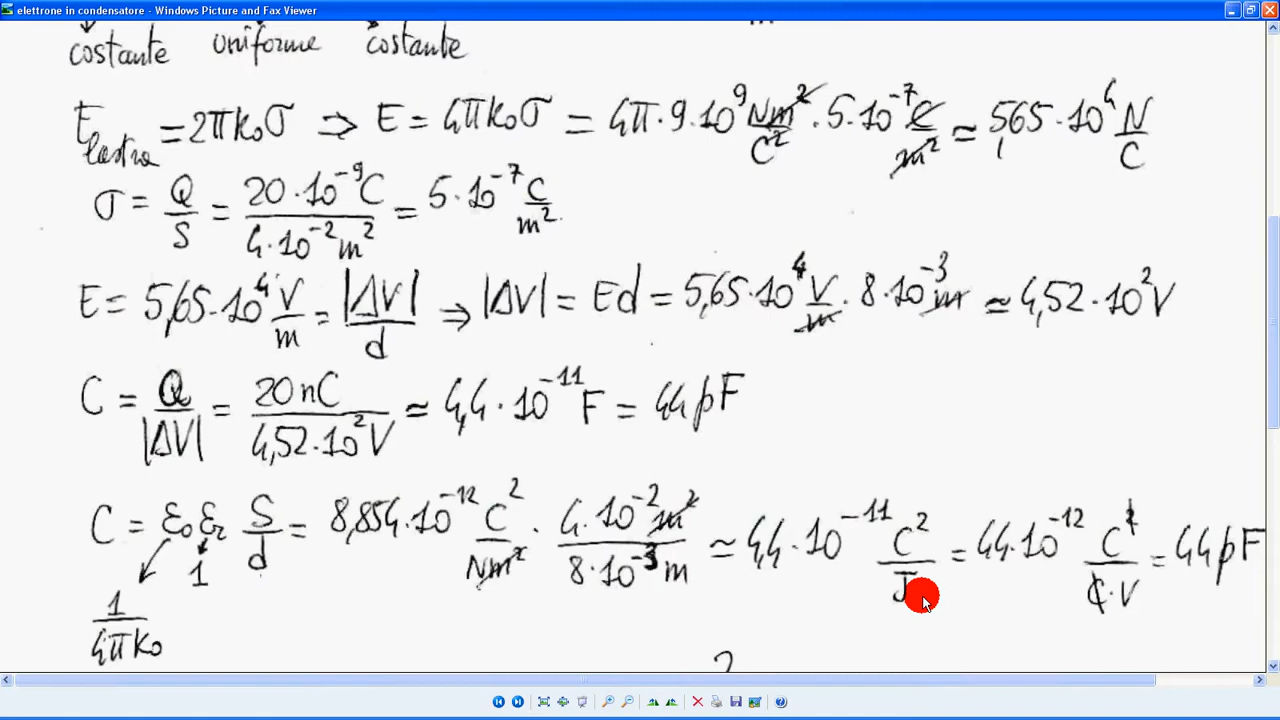 elettrone in condensatore - Windows Picture and Fax Viewer
costante uniforme costante
E_lastra = 2πk₀σ ⇒ E = 4πk₀σ = 4π·9·10⁹ Nm²/C² · 5·10⁻⁷ C/m² ≃ 5,65·10⁴ N/C
σ = Q/S = 20·10⁻⁹C / 4·10⁻²m² = 5·10⁻⁷ C/m²
E = 5,65·10⁴ V/m = |ΔV|/d ⇒ |ΔV| = Ed = 5,65·10⁴ V/m · 8·10⁻³ m ≃ 4,52·10² V
C = Q/|ΔV| = 20 nC / 4,52·10² V ≃ 4,4·10⁻¹¹ F = 44 pF
C = ε₀ εr S/d = 8,854·10⁻¹² C²/Nm² · 4·10⁻² m² / 8·10⁻³ m ≃ 4,4·10⁻¹¹ C²/J = 44·10⁻¹² C²/C·V = 44 pF
1
1/4πk₀
2